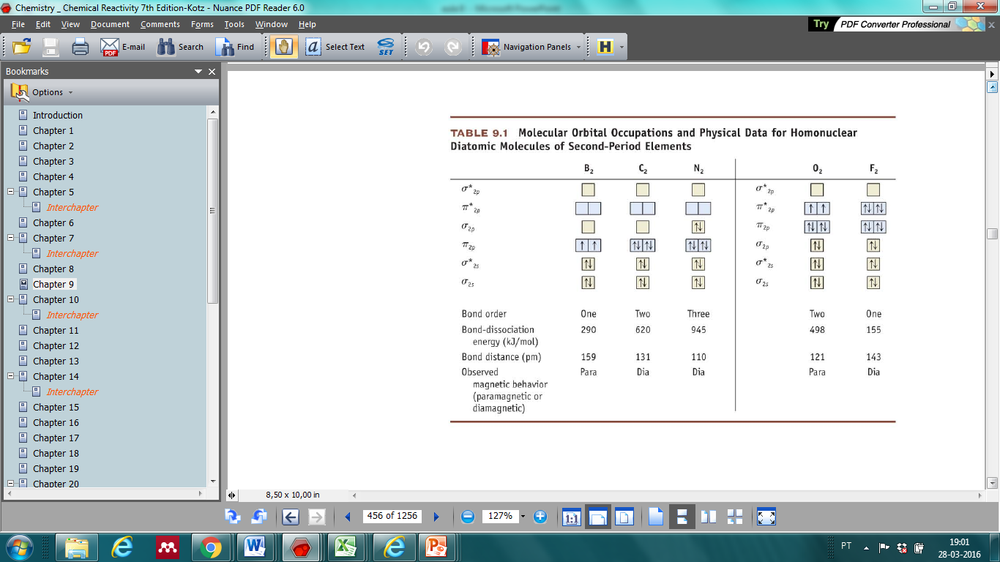 Chemistry _ Chemical Reactivity 7th Edition-Kotz - Nuance PDF Reader 6.0
File Edit View Document Comments Forms Tools Window Help
Try PDF Converter Professional
PDF E-mail Search Find a Select Text SET Navigation Panels H
Bookmarks
Options
Introduction
Chapter 1
Chapter 2
Chapter 3
Chapter 4
Chapter 5
Interchapter
Chapter 6
Chapter 7
Interchapter
Chapter 8
Chapter 9
Chapter 10
Interchapter
Chapter 11
Chapter 12
Chapter 13
Chapter 14
Interchapter
Chapter 15
Chapter 16
Chapter 17
Chapter 18
Chapter 19
Chapter 20
TABLE 9.1 Molecular Orbital Occupations and Physical Data for Homonuclear
Diatomic Molecules of Second-Period Elements
B₂ C₂ N₂ O₂ F₂
σ*₂p σ*₂p
π*₂p ↑ ↑ ↑↓ ↑↓ π*₂p
σ₂p ↑↓ π₂p ↑↓ ↑↓ ↑↓ ↑↓
π₂p ↑ ↑ ↑↓ ↑↓ ↑↓ ↑↓ σ₂p ↑↓ ↑↓
σ*₂s ↑↓ ↑↓ ↑↓ σ*₂s ↑↓ ↑↓
σ₂s ↑↓ ↑↓ ↑↓ σ₂s ↑↓ ↑↓
Bond order One Two Three Two One
Bond-dissociation 290 620 945 498 155
energy (kJ/mol)
Bond distance (pm) 159 131 110 121 143
Observed Para Dia Dia Para Dia
magnetic behavior
(paramagnetic or
diamagnetic)
8,50 x 10,00 in
456 of 1256 127% 1:1
PT 19:01
28-03-2016